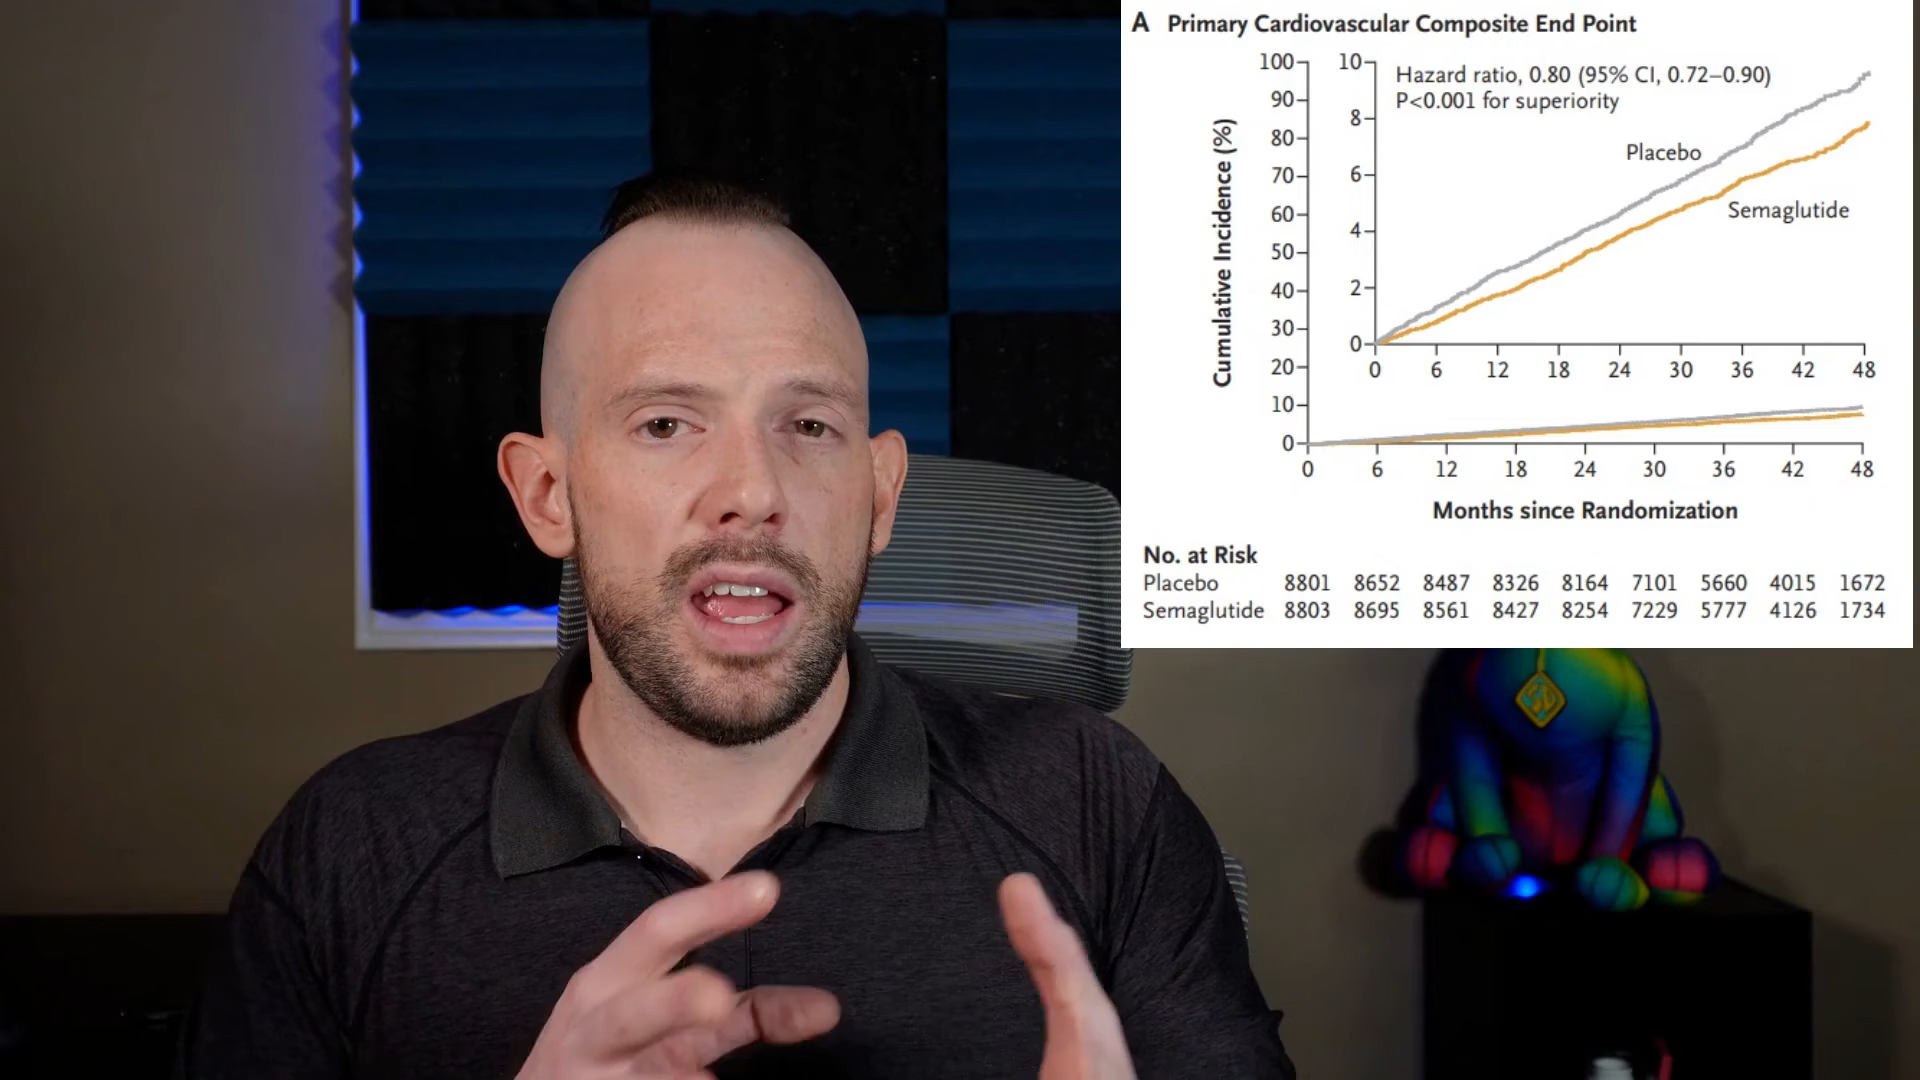 A Primary Cardiovascular Composite End Point
Hazard ratio, 0.80 (95% CI, 0.72–0.90)
P<0.001 for superiority
Placebo
Semaglutide
10
8
6
4
2
0
0 6 12 18 24 30 36 42 48
Cumulative Incidence (%)
100
90
80
70
60
50
40
30
20
10
0
0 6 12 18 24 30 36 42 48
Months since Randomization
No. at Risk
Placebo 8801 8652 8487 8326 8164 7101 5660 4015 1672
Semaglutide 8803 8695 8561 8427 8254 7229 5777 4126 1734